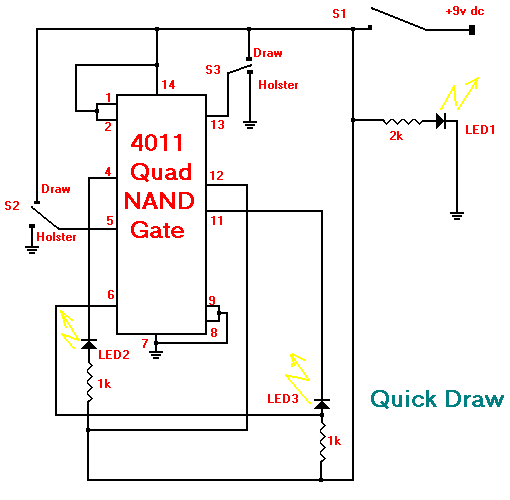 S1
+9v dc
Draw
S3
Holster
14
1
2
13
2k
LED1
4011
Quad
NAND
Gate
4
12
Draw
S2
11
5
Holster
6
9
7
8
LED2
1k
LED3
Quick Draw
1k